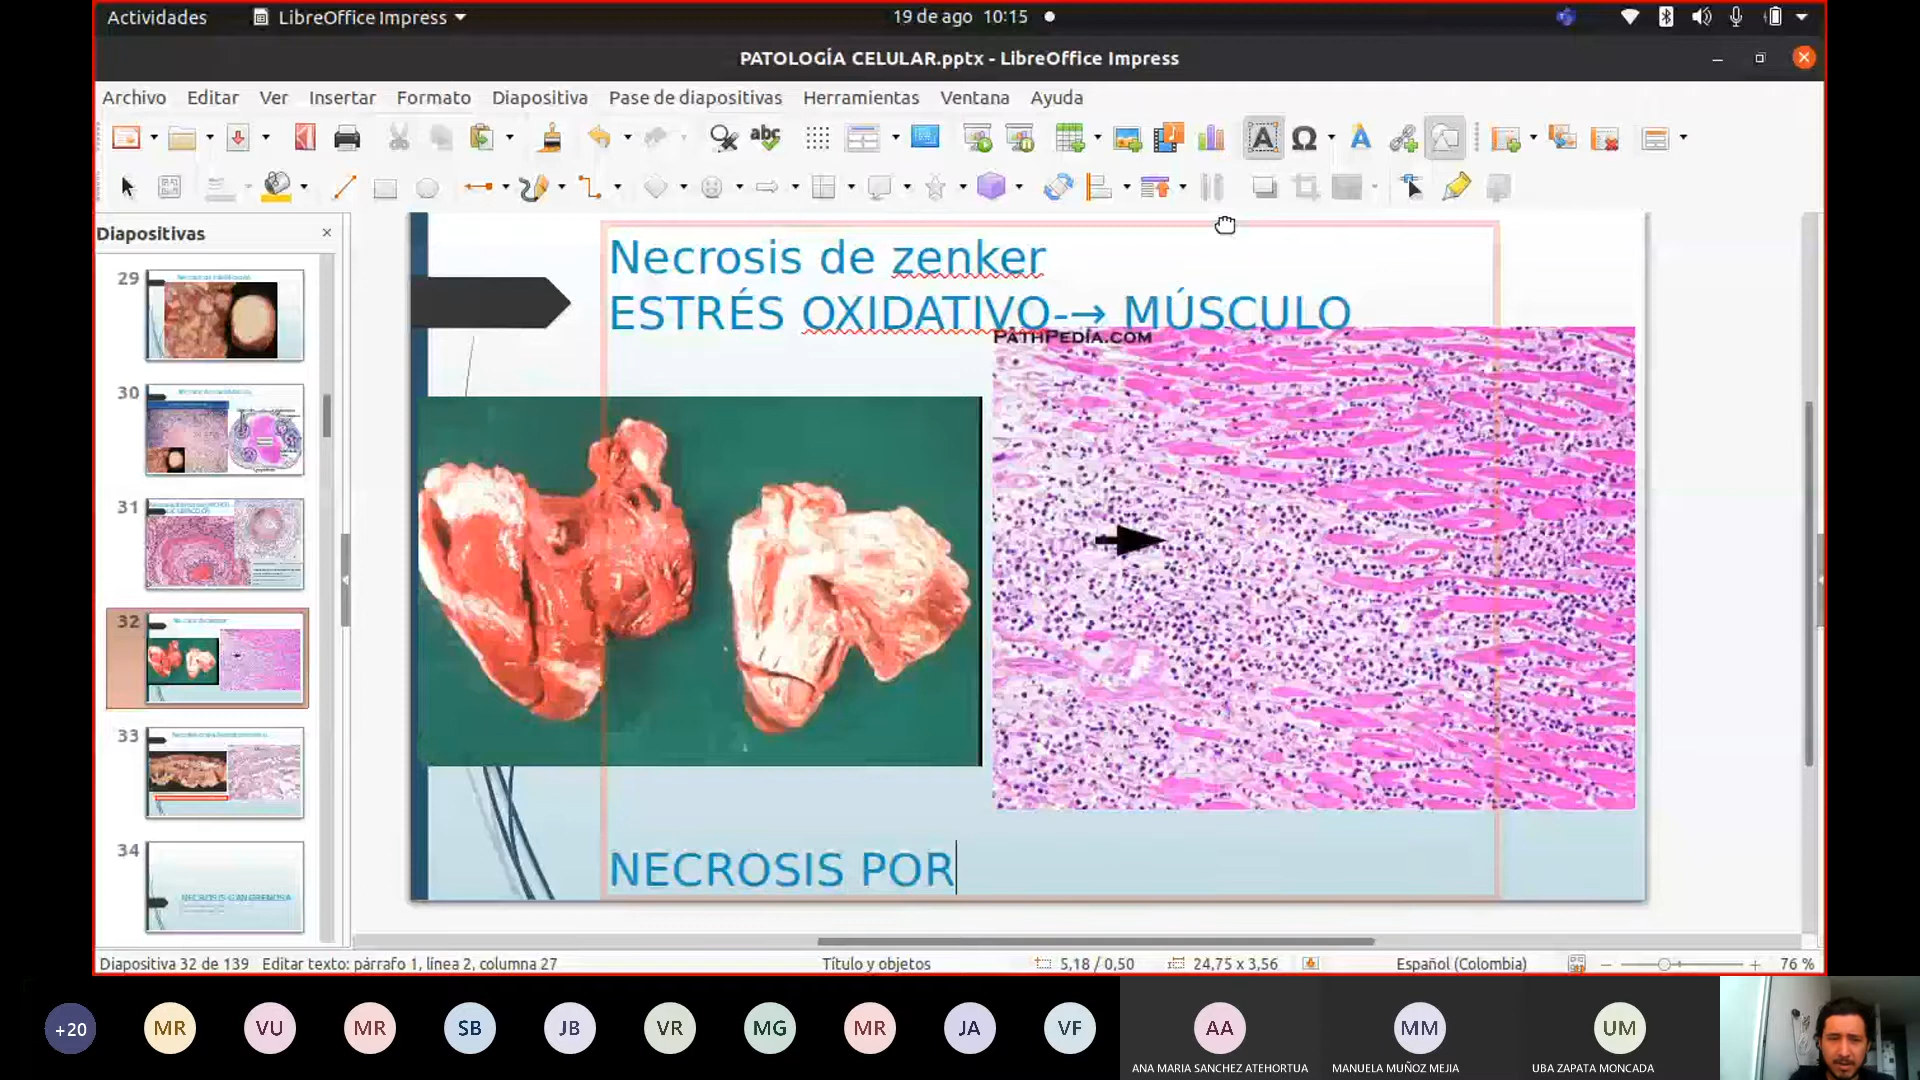 Actividades LibreOffice Impress 19 de ago 10:15
PATOLOGÍA CELULAR.pptx - LibreOffice Impress
Archivo Editar Ver Insertar Formato Diapositiva Pase de diapositivas Herramientas Ventana Ayuda
Diapositivas
29
30
31
32
33
34
NECROSIS GANGRENOSA
Necrosis de zenker
ESTRÉS OXIDATIVO-→ MÚSCULO
PATHPEDIA.COM
NECROSIS POR
Diapositiva 32 de 139 Editar texto: párrafo 1, línea 2, columna 27 Título y objetos 5,18 / 0,50 24,75 x 3,56 Español (Colombia) 76 %
+20 MR VU MR SB JB VR MG MR JA VF AA MM UM
ANA MARIA SANCHEZ ATEHORTUA MANUELA MUÑOZ MEJIA UBA ZAPATA MONCADA